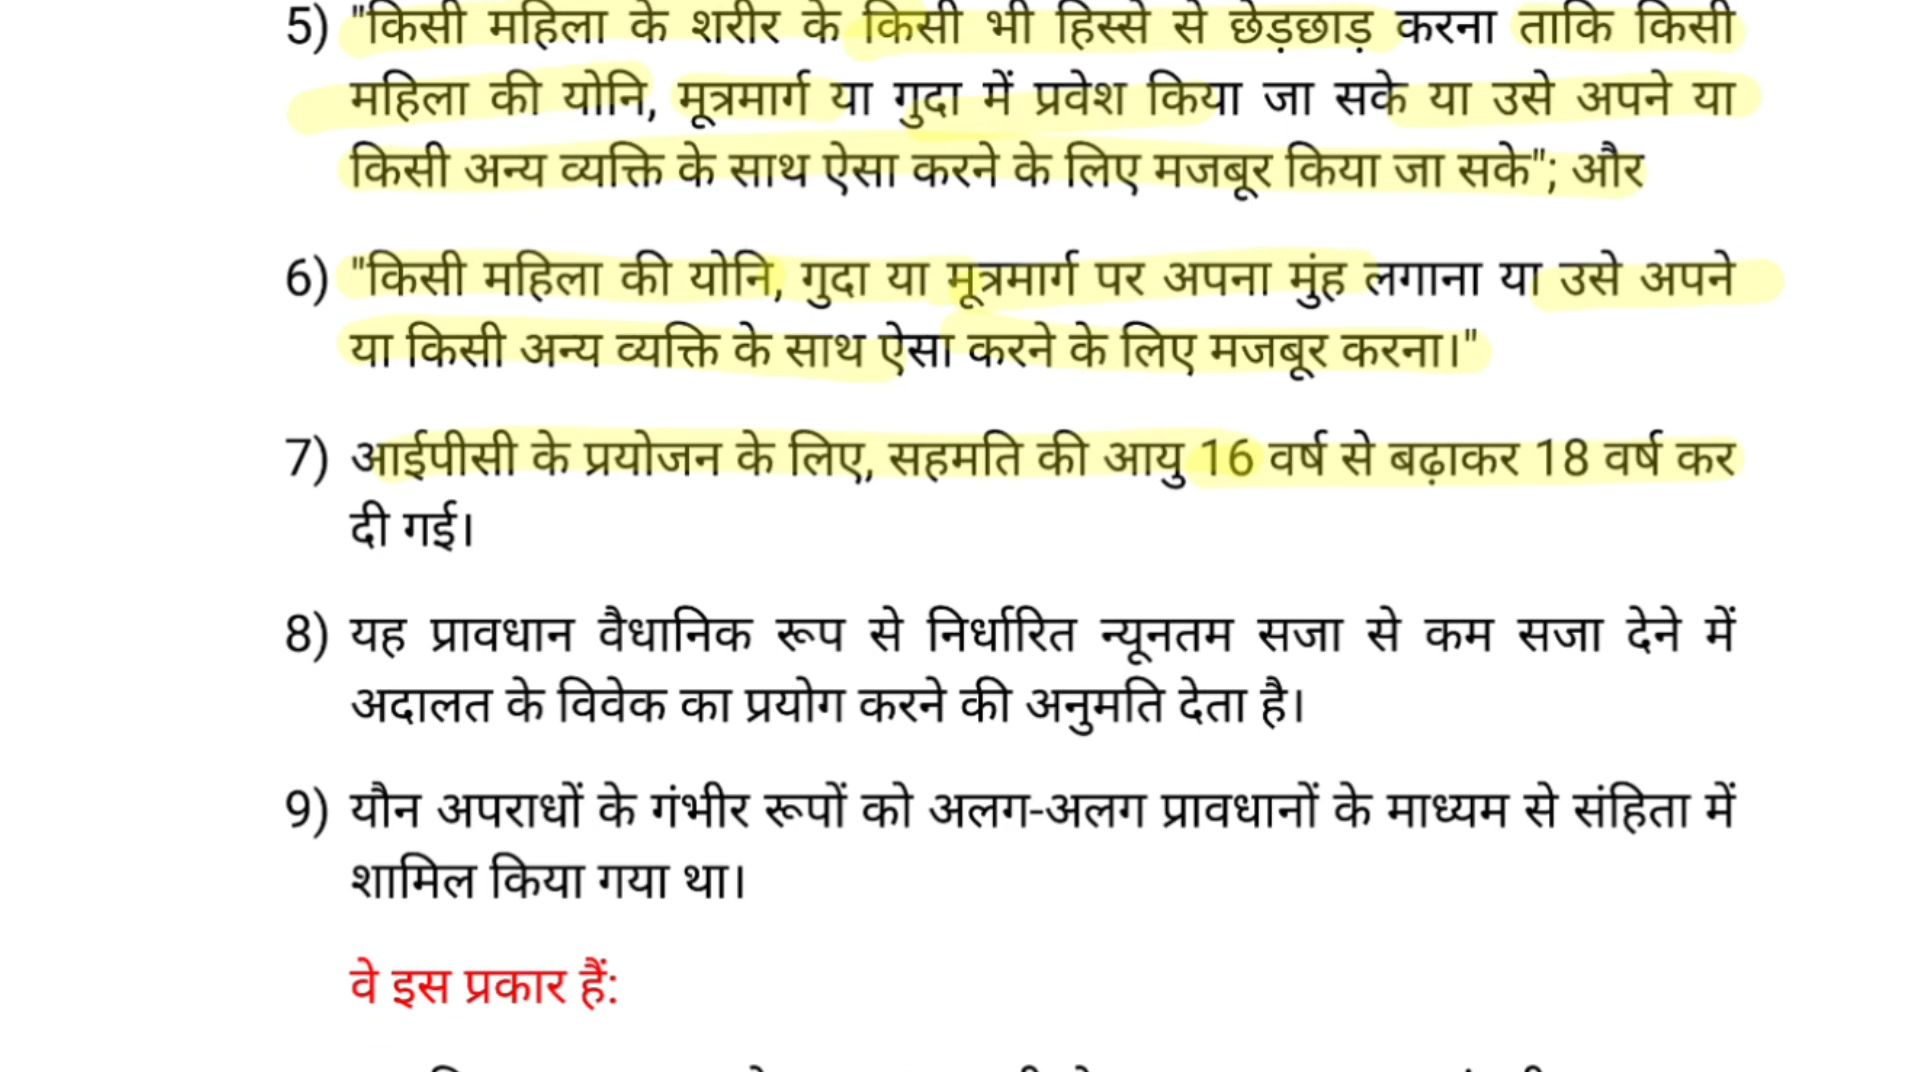 5) "किसी महिला के शरीर के किसी भी हिस्से से छेड़छाड़ करना ताकि किसी
महिला की योनि, मूत्रमार्ग या गुदा में प्रवेश किया जा सके या उसे अपने या
किसी अन्य व्यक्ति के साथ ऐसा करने के लिए मजबूर किया जा सके"; और
6) "किसी महिला की योनि, गुदा या मूत्रमार्ग पर अपना मुंह लगाना या उसे अपने
या किसी अन्य व्यक्ति के साथ ऐसा करने के लिए मजबूर करना।"
7) आईपीसी के प्रयोजन के लिए, सहमति की आयु 16 वर्ष से बढ़ाकर 18 वर्ष कर
दी गई।
8) यह प्रावधान वैधानिक रूप से निर्धारित न्यूनतम सजा से कम सजा देने में
अदालत के विवेक का प्रयोग करने की अनुमति देता है।
9) यौन अपराधों के गंभीर रूपों को अलग-अलग प्रावधानों के माध्यम से संहिता में
शामिल किया गया था।
वे इस प्रकार हैं: